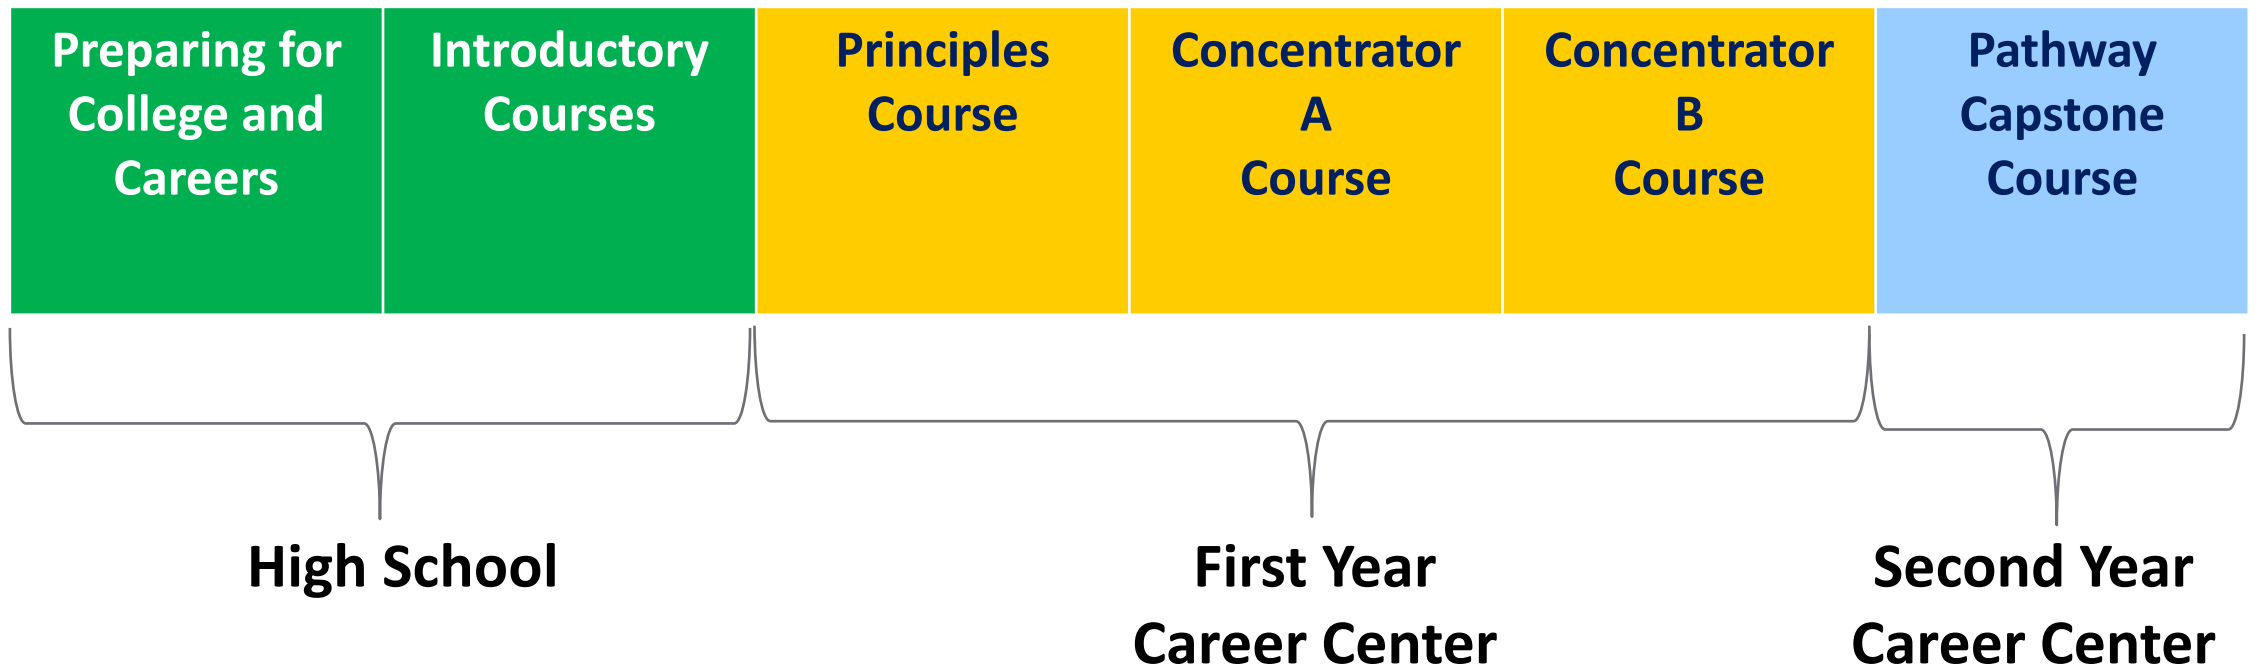 Preparing for
College and
Careers
Introductory
Courses
Principles
Course
Concentrator
A
Course
Concentrator
B
Course
Pathway
Capstone
Course
High School
First Year
Career Center
Second Year
Career Center